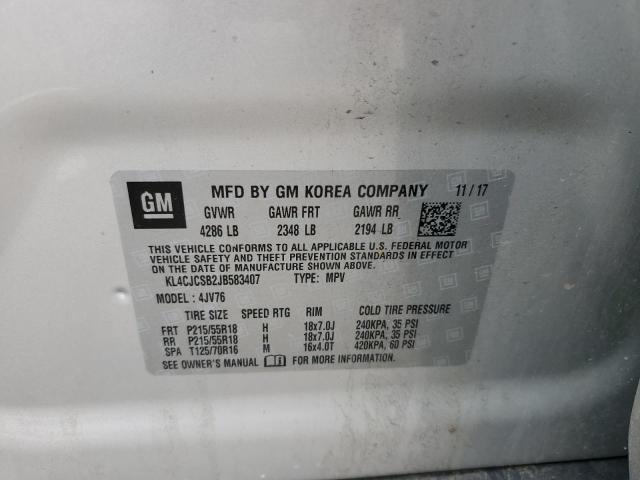 GM
MFD BY GM KOREA COMPANY 11/17
GVWR GAWR FRT GAWR RR
4286 LB 2348 LB 2194 LB
THIS VEHICLE CONFORMS TO ALL APPLICABLE U.S. FEDERAL MOTOR
VEHICLE SAFETY AND THEFT PREVENTION STANDARDS IN EFFECT
ON THE DATE OF MANUFACTURE SHOWN ABOVE.
KL4CJCSB2JB583407 TYPE: MPV
MODEL: 4JV76
TIRE SIZE SPEED RTG RIM COLD TIRE PRESSURE
FRT P215/55R18 H 18x7.0J 240KPA, 35 PSI
RR P215/55R18 H 18x7.0J 240KPA, 35 PSI
SPA T125/70R16 M 16x4.0T 420KPA, 60 PSI
SEE OWNER'S MANUAL FOR MORE INFORMATION.